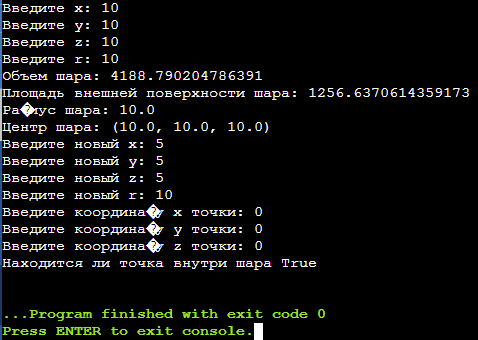 Введите x: 10
Введите y: 10
Введите z: 10
Введите r: 10
Объем шара: 4188.790204786391
Площадь внешней поверхности шара: 1256.6370614359173
Ра�иус шара: 10.0
Центр шара: (10.0, 10.0, 10.0)
Введите новый x: 5
Введите новый y: 5
Введите новый z: 5
Введите новый r: 10
Введите координа�у x точки: 0
Введите координа�у y точки: 0
Введите координа�у z точки: 0
Находится ли точка внутри шара True
...Program finished with exit code 0
Press ENTER to exit console.